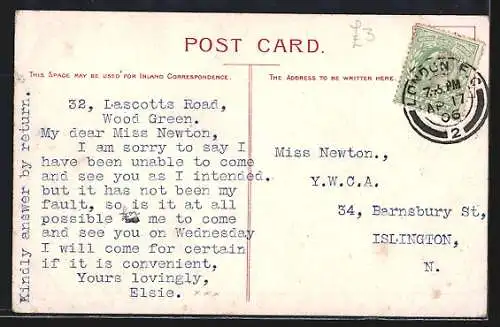 £3
POST CARD.
THIS SPACE MAY BE USED FOR INLAND CORRESPONDENCE.
THE ADDRESS TO BE WRITTEN HERE.
LONDON E.C
7.15 PM
AP 17
06
2
32, Lascotts Road,
Wood Green.
My dear Miss Newton,
I am sorry to say I
have been unable to come
and see you as I intended.
but it has not been my
fault, so is it at all
possible me to come
and see you on Wednesday
I will come for certain
if it is convenient,
Yours lovingly,
Elsie. xxx
Kindly answer by return.
Miss Newton.,
Y.W.C.A.
34, Barnsbury St,
ISLINGTON,
N.